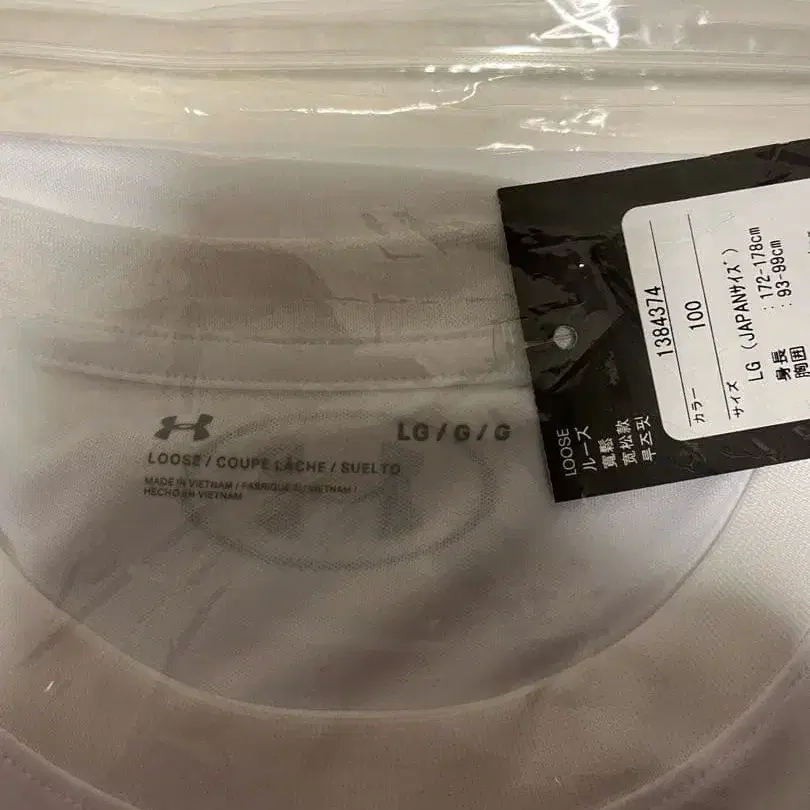 LG / G / G
LOOSE / COUPE LÂCHE / SUELTO
MADE IN VIETNAM / FABRIQUÉ AU VIETNAM /
HECHO EN VIETNAM
LOOSE
ルーズ
寬鬆
宽松款
루즈핏
1384374
カラー
100
サイズ
LG (JAPANサイズ)
身長 : 172-178cm
胸囲 : 93-99cm